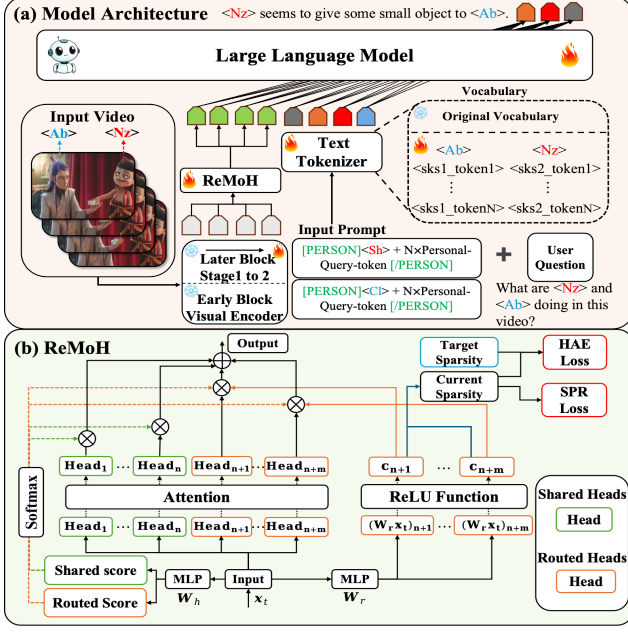 (a) Model Architecture
<Nz> seems to give some small object to <Ab>.
Large Language Model
Input Video
<Ab> <Nz>
ReMoH
Text
Tokenizer
Vocabulary
Original Vocabulary
<Ab> <Nz>
<sks1_token1> <sks2_token1>
⋮ ⋮
<sks1_tokenN> <sks2_tokenN>
Later Block
Stage1 to 2
Early Block
Visual Encoder
Input Prompt
[PERSON]<Sh> + N×Personal-
Query-token [/PERSON]
[PERSON]<Cl> + N×Personal-
Query-token [/PERSON]
+
User
Question
What are <Nz> and
<Ab> doing in this
video?
(b) ReMoH
Output
Target
Sparsity
Current
Sparsity
HAE
Loss
SPR
Loss
Softmax
Head₁ ... Headₙ Headₙ₊₁ ... Headₙ₊ₘ
Attention
Head₁ ... Headₙ Headₙ₊₁ ... Headₙ₊ₘ
cₙ₊₁ ... cₙ₊ₘ
ReLU Function
(Wᵣxₜ)ₙ₊₁ ... (Wᵣxₜ)ₙ₊ₘ
Shared score
Routed Score
MLP
Wₕ
Input
xₜ
MLP
Wᵣ
Shared Heads
Head
Routed Heads
Head